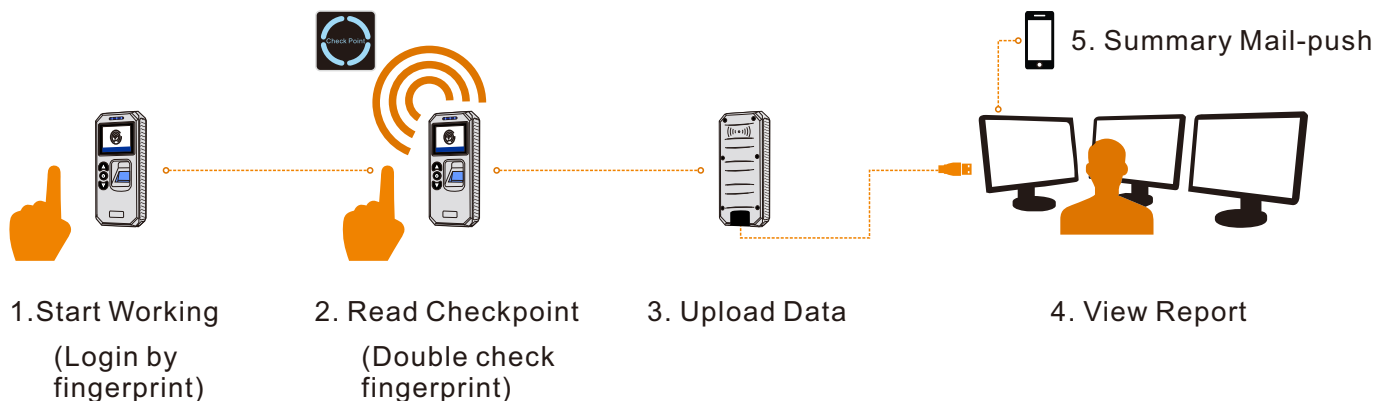 Check Point
5. Summary Mail-push
1.Start Working
(Login by
fingerprint)
2. Read Checkpoint
(Double check
fingerprint)
3. Upload Data
4. View Report